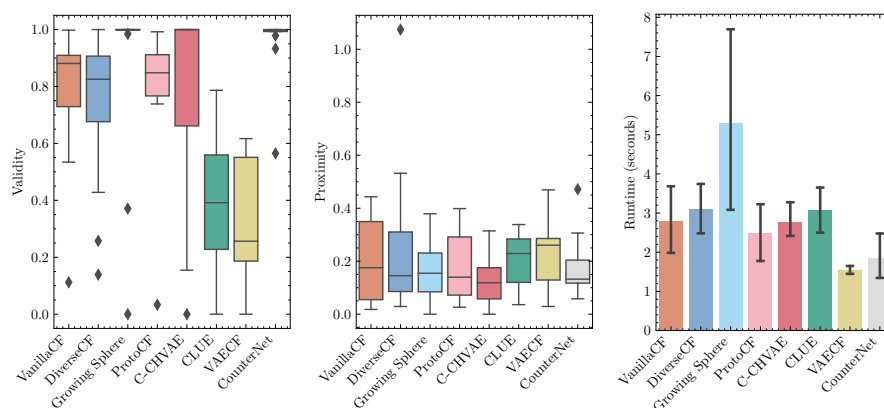 1.0
0.8
0.6
0.4
0.2
0.0
Validity
VanillaCF
DiverseCF
Growing Sphere
ProtoCF
C-CHVAE
CLUE
VAECF
CounterNet
1.0
0.8
0.6
0.4
0.2
0.0
Proximity
VanillaCF
DiverseCF
Growing Sphere
ProtoCF
C-CHVAE
CLUE
VAECF
CounterNet
8
7
6
5
4
3
2
1
0
Runtime (seconds)
VanillaCF
DiverseCF
Growing Sphere
ProtoCF
C-CHVAE
CLUE
VAECF
CounterNet